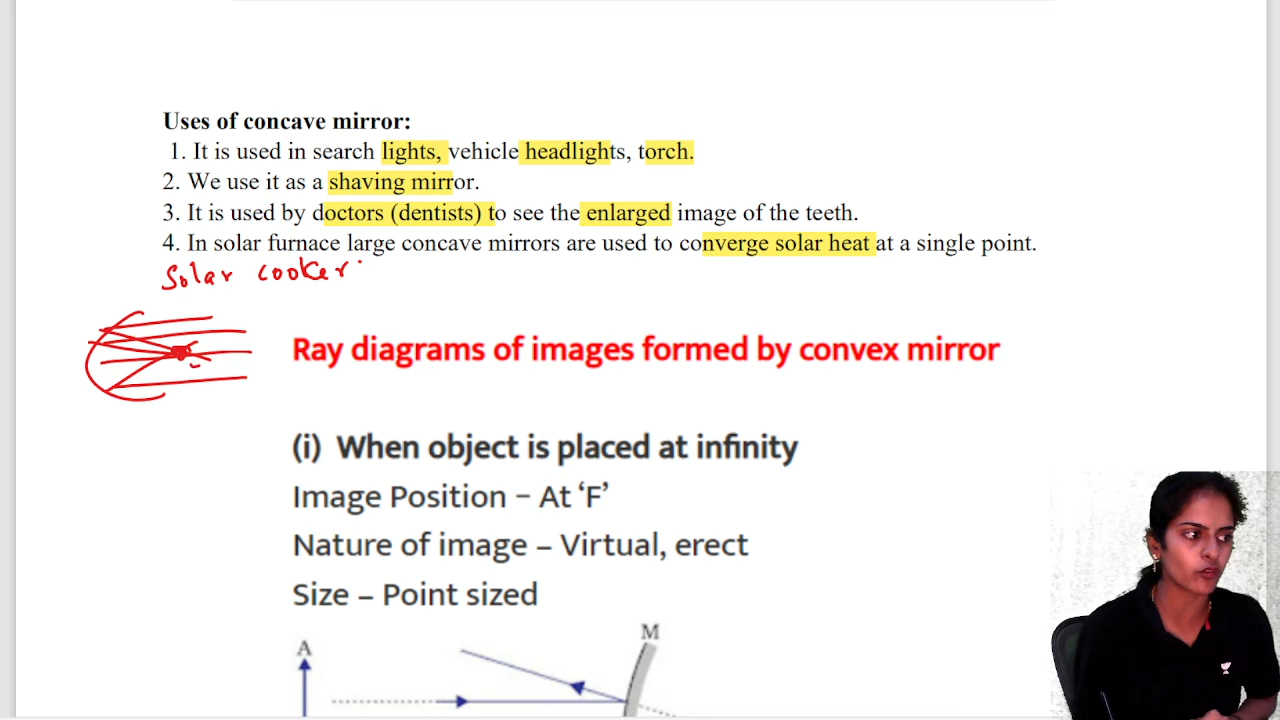 Uses of concave mirror:
1. It is used in search lights, vehicle headlights, torch.
2. We use it as a shaving mirror.
3. It is used by doctors (dentists) to see the enlarged image of the teeth.
4. In solar furnace large concave mirrors are used to converge solar heat at a single point.
Solar cooker.
Ray diagrams of images formed by convex mirror
(i) When object is placed at infinity
Image Position – At ‘F’
Nature of image – Virtual, erect
Size – Point sized
M
A